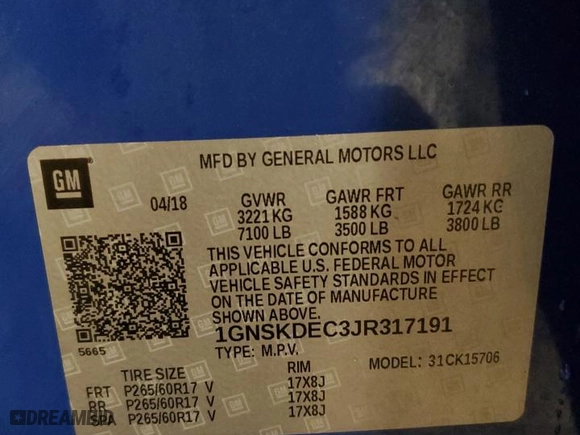 MFD BY GENERAL MOTORS LLC
GM
04/18 GVWR GAWR FRT GAWR RR
3221 KG 1588 KG 1724 KG
7100 LB 3500 LB 3800 LB
THIS VEHICLE CONFORMS TO ALL
APPLICABLE U.S. FEDERAL MOTOR
VEHICLE SAFETY STANDARDS IN EFFECT
ON THE DATE OF MANUFACTURE
SHOWN ABOVE.
1GNSKDEC3JR317191
5665
TYPE: M.P.V. MODEL: 31CK15706
TIRE SIZE RIM
FRT P265/60R17 V 17X8J
RR P265/60R17 V 17X8J
SPA P265/60R17 V 17X8J
DREAMBID